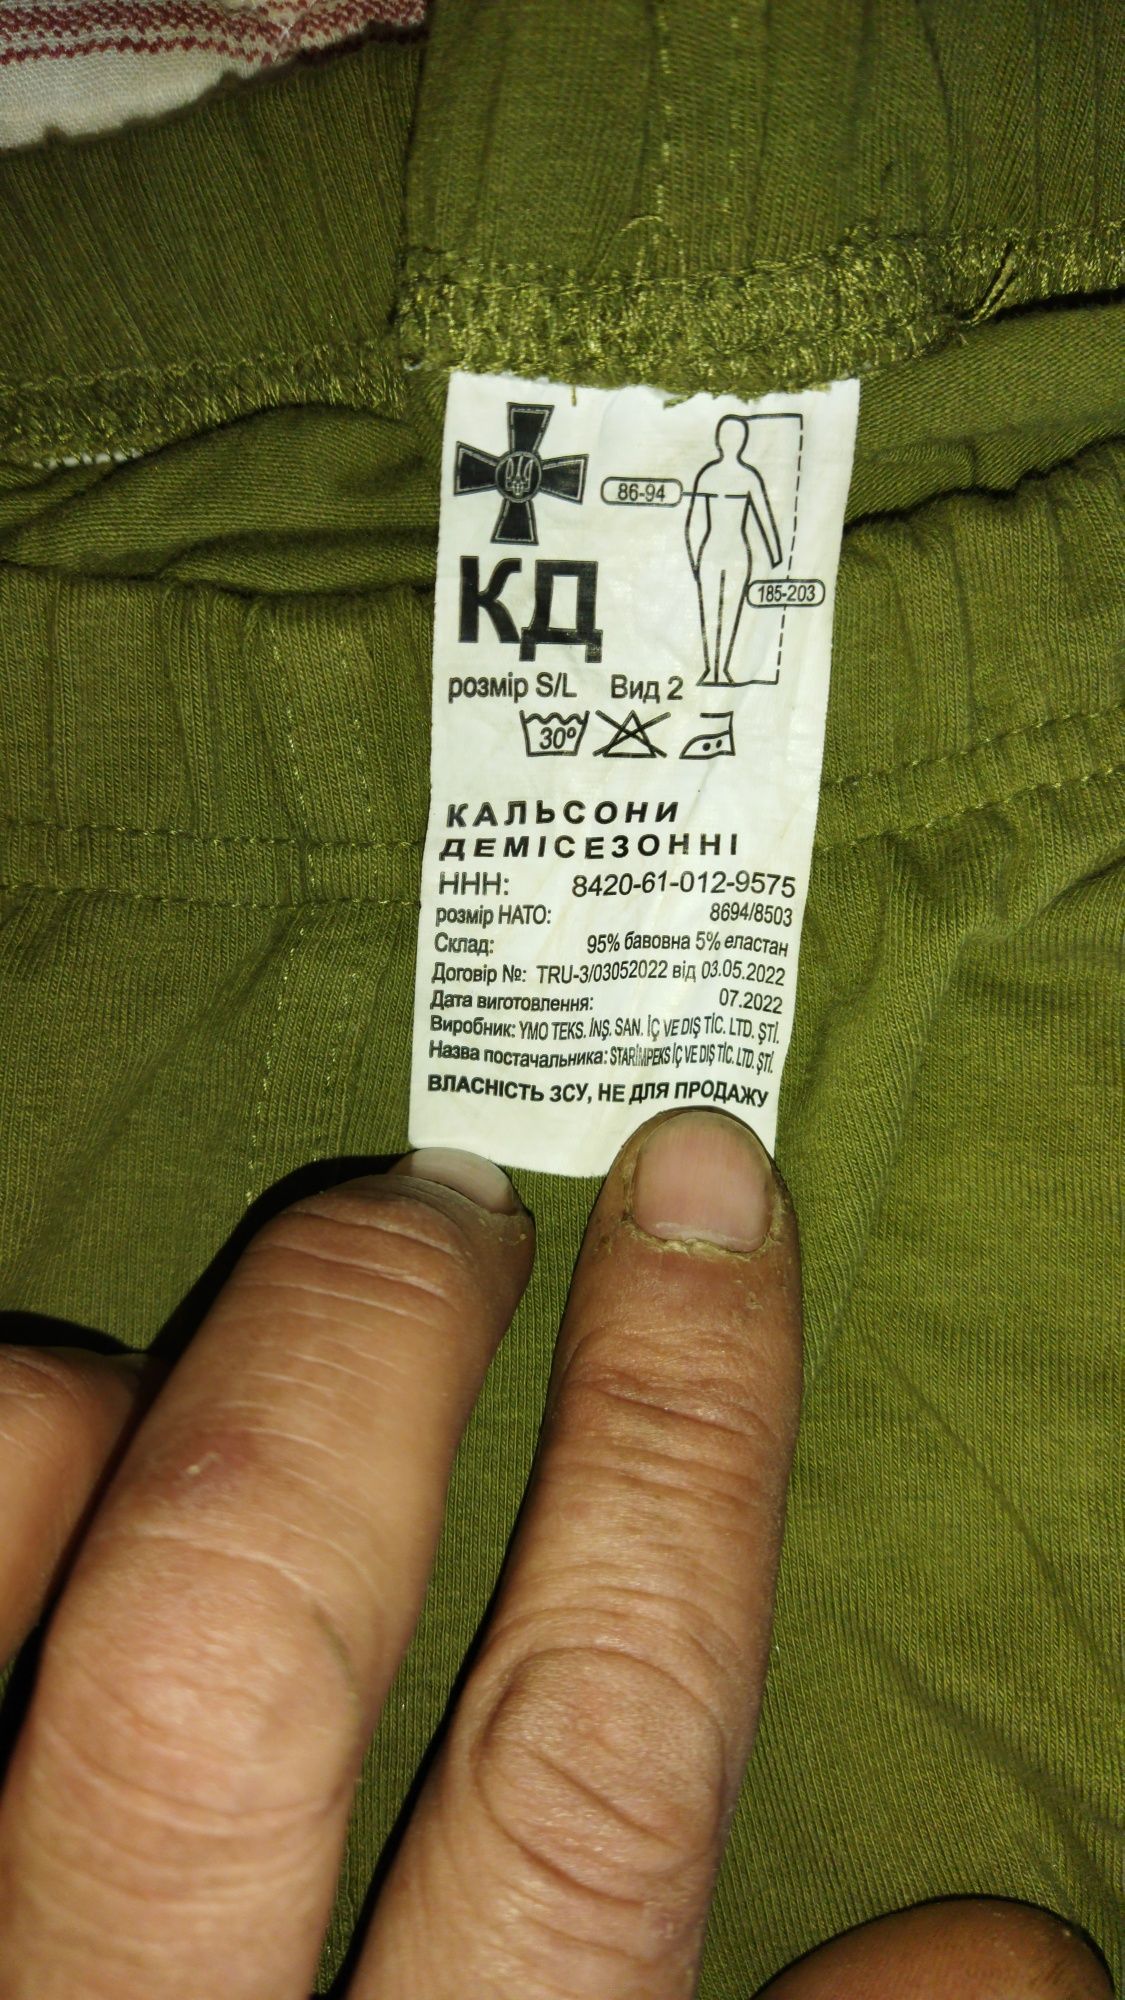 86-94
185-203
КД
розмір S/L Вид 2
30º
КАЛЬСОНИ
ДЕМІСЕЗОННІ
ННН: 8420-61-012-9575
розмір НАТО: 8694/8503
Склад: 95% бавовна 5% еластан
Договір №: TRU-3/03052022 від 03.05.2022
Дата виготовлення: 07.2022
Виробник: YMO TEKS. İNŞ. SAN. İÇ VE DIŞ TİC. LTD. ŞTİ.
Назва постачальника: STARİMPEKS İÇ VE DIŞ TİC. LTD. ŞTİ.
ВЛАСНІСТЬ ЗСУ, НЕ ДЛЯ ПРОДАЖУ